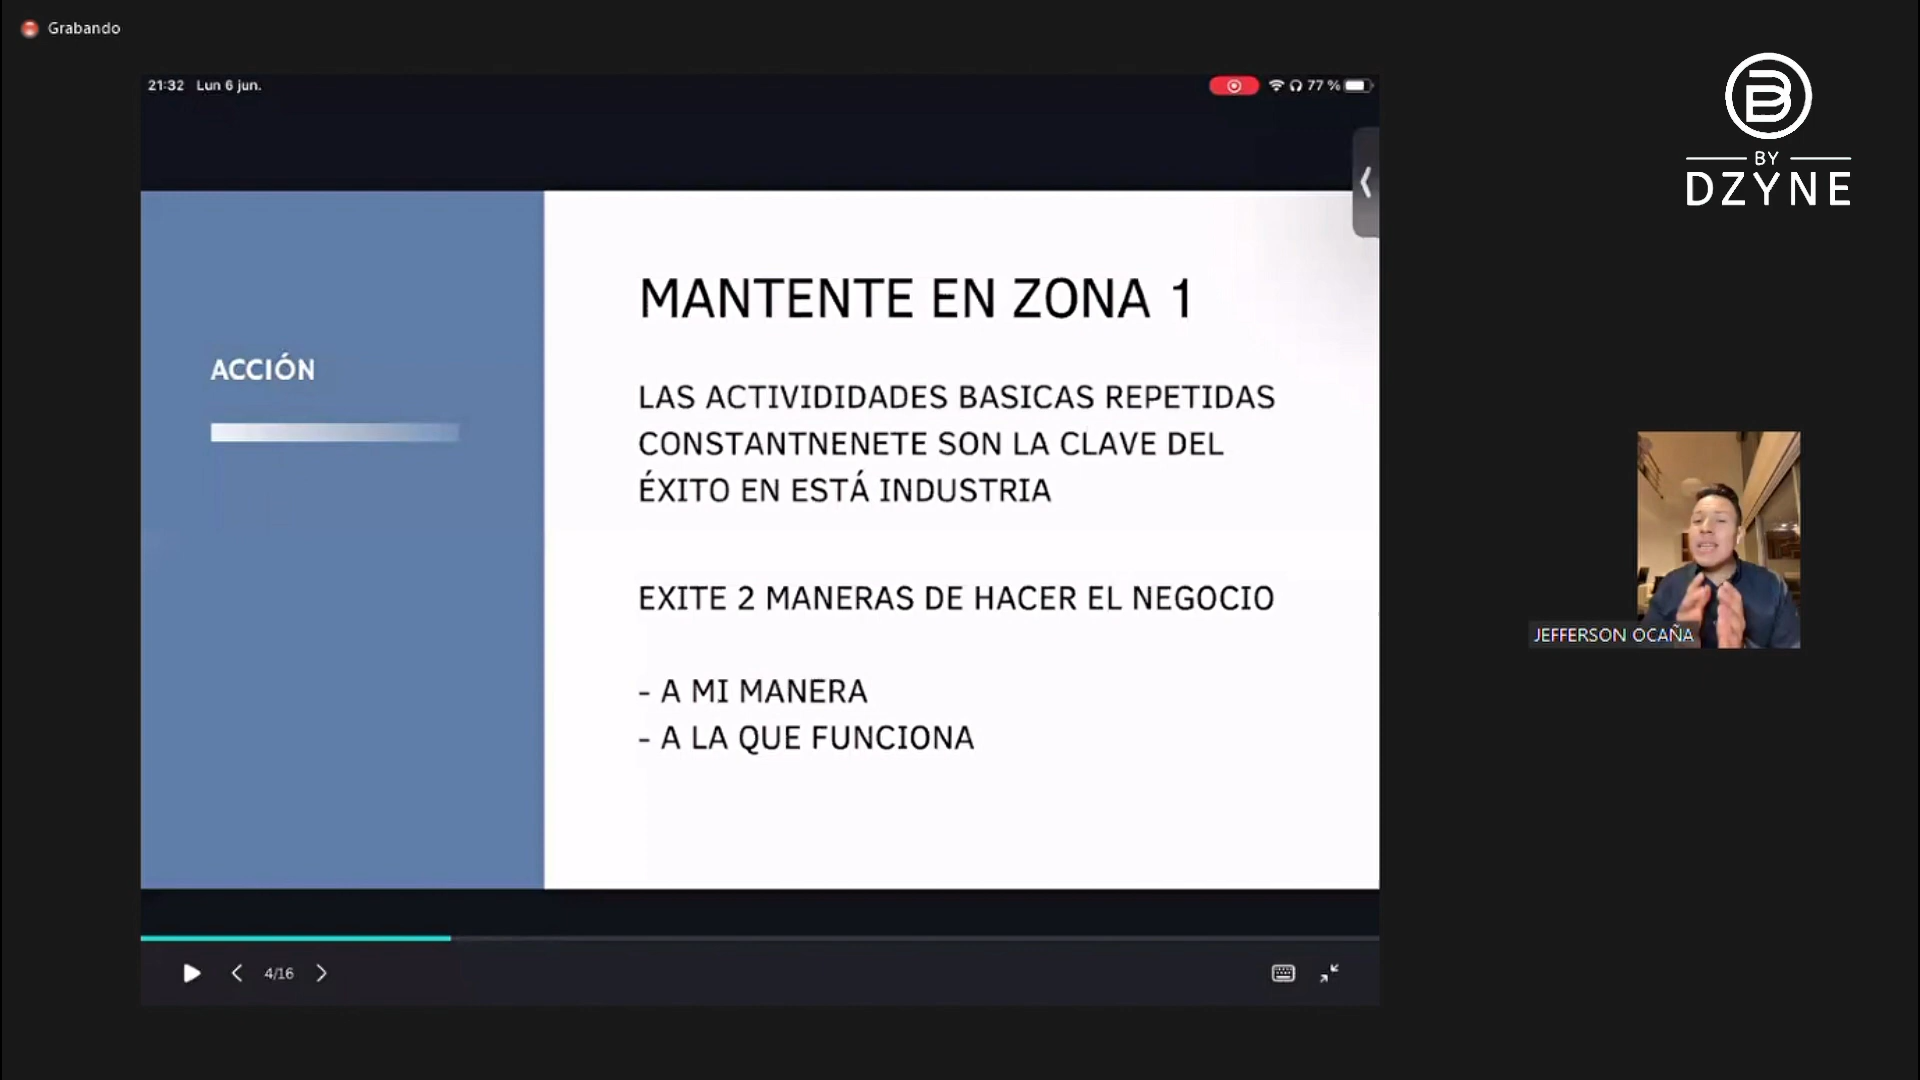 Grabando
21:32 Lun 6 jun.
77 %
BY
DZYNE
MANTENTE EN ZONA 1
ACCIÓN
LAS ACTIVIDIDADES BASICAS REPETIDAS
CONSTANTNENETE SON LA CLAVE DEL
ÉXITO EN ESTÁ INDUSTRIA
EXITE 2 MANERAS DE HACER EL NEGOCIO
- A MI MANERA
- A LA QUE FUNCIONA
JEFFERSON OCAÑA
4/16